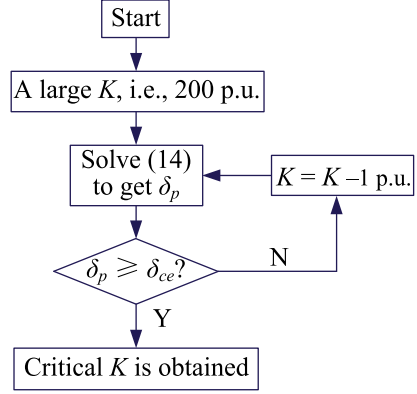 Start
A large K, i.e., 200 p.u.
Solve (14)
to get δp
K = K –1 p.u.
δp ⩾ δce?
N
Y
Critical K is obtained